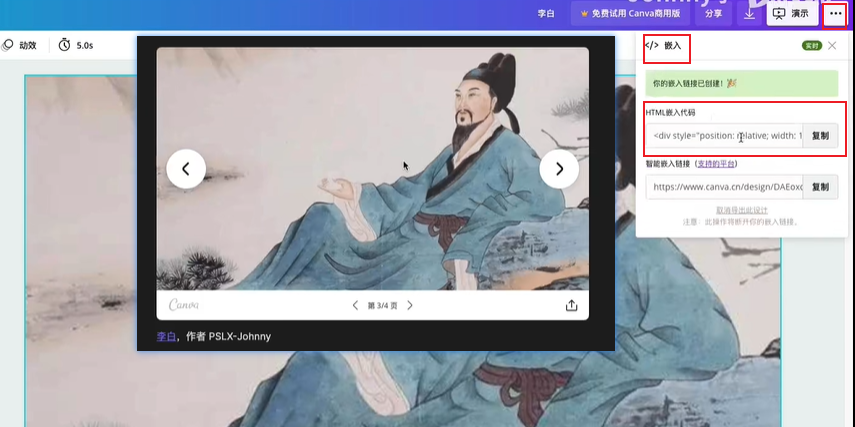 李白
免费试用 Canva商用版
分享
演示
动效
5.0s
</> 嵌入
实时
你的嵌入链接已创建！
HTML嵌入代码
<div style="position: relative; width: 1
复制
智能嵌入链接（支持的平台）
https://www.canva.cn/design/DAEoxc
复制
取消导出此设计
注意：此操作将断开你的嵌入链接。
Canva
第 3/4 页
李白，作者 PSLX-Johnny